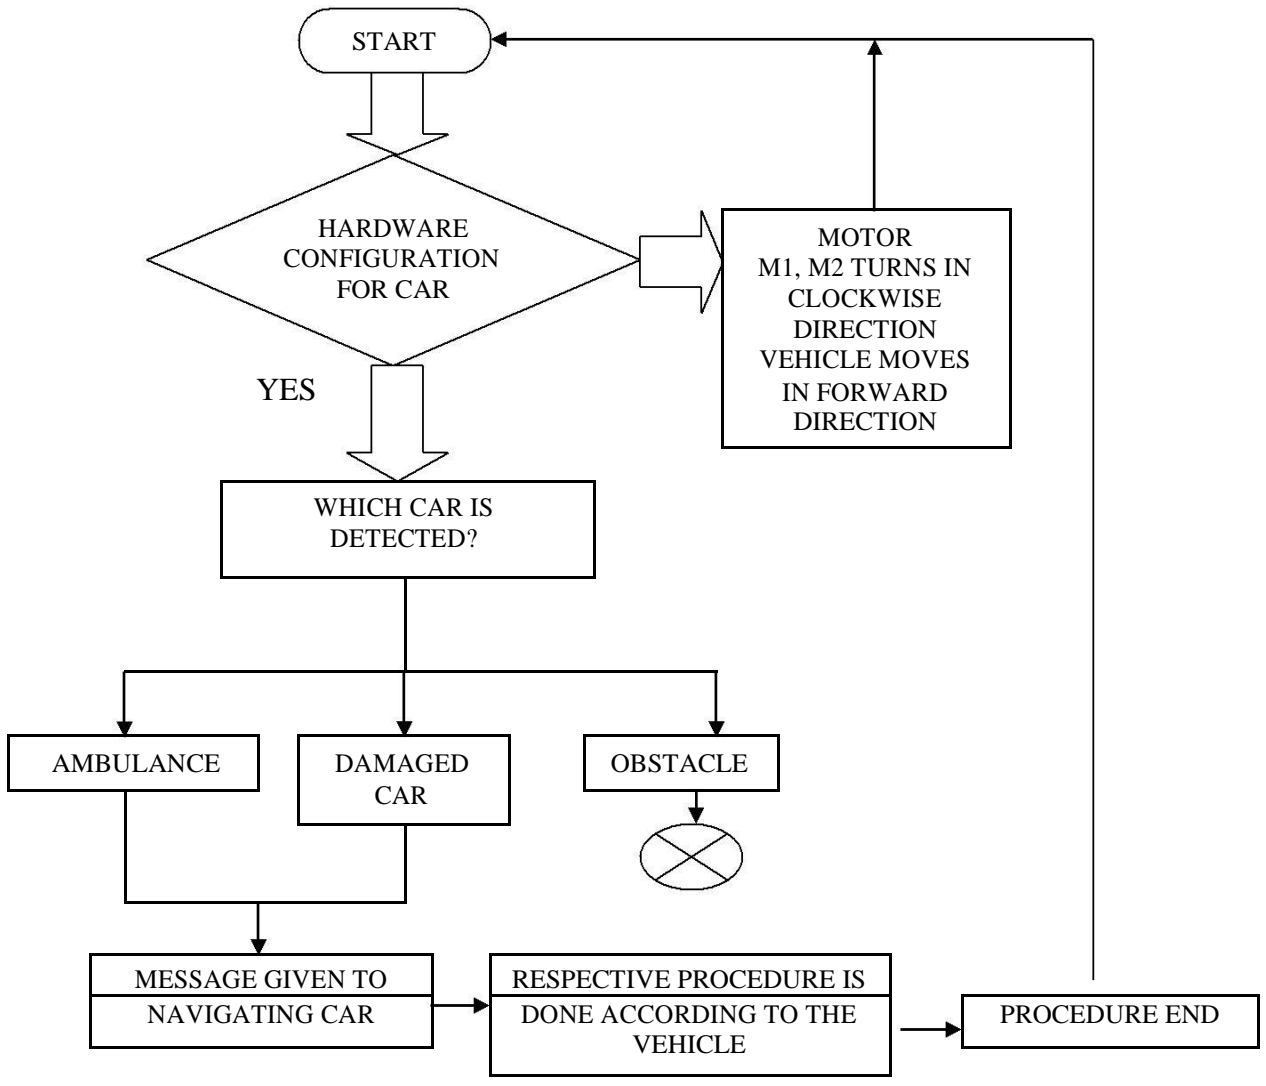 START
HARDWARE
CONFIGURATION
FOR CAR
MOTOR
M1, M2 TURNS IN
CLOCKWISE
DIRECTION
VEHICLE MOVES
IN FORWARD
DIRECTION
YES
WHICH CAR IS
DETECTED?
AMBULANCE
DAMAGED
CAR
OBSTACLE
MESSAGE GIVEN TO
NAVIGATING CAR
RESPECTIVE PROCEDURE IS
DONE ACCORDING TO THE
VEHICLE
PROCEDURE END